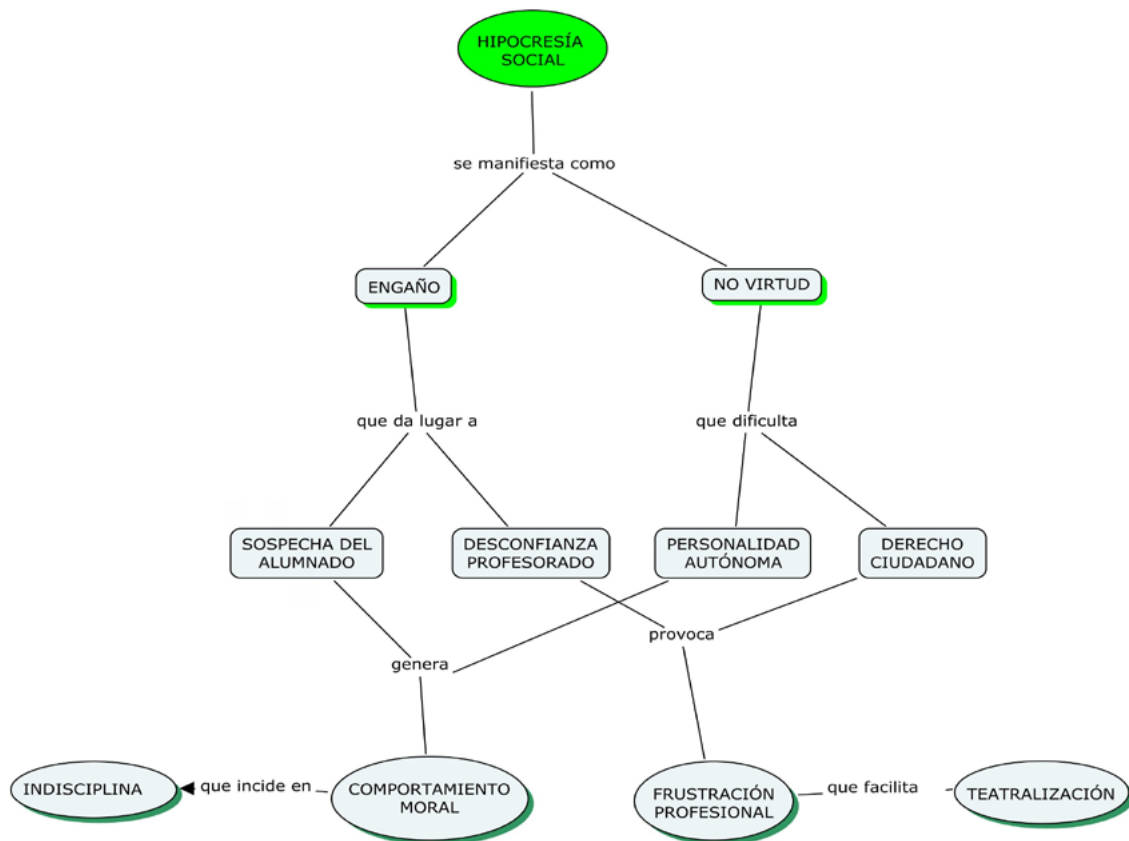 HIPOCRESÍA
SOCIAL
se manifiesta como
ENGAÑO
NO VIRTUD
que da lugar a
que dificulta
SOSPECHA DEL
ALUMNADO
DESCONFIANZA
PROFESORADO
PERSONALIDAD
AUTÓNOMA
DERECHO
CIUDADANO
provoca
genera
INDISCIPLINA
que incide en
COMPORTAMIENTO
MORAL
FRUSTRACIÓN
PROFESIONAL
que facilita
TEATRALIZACIÓN